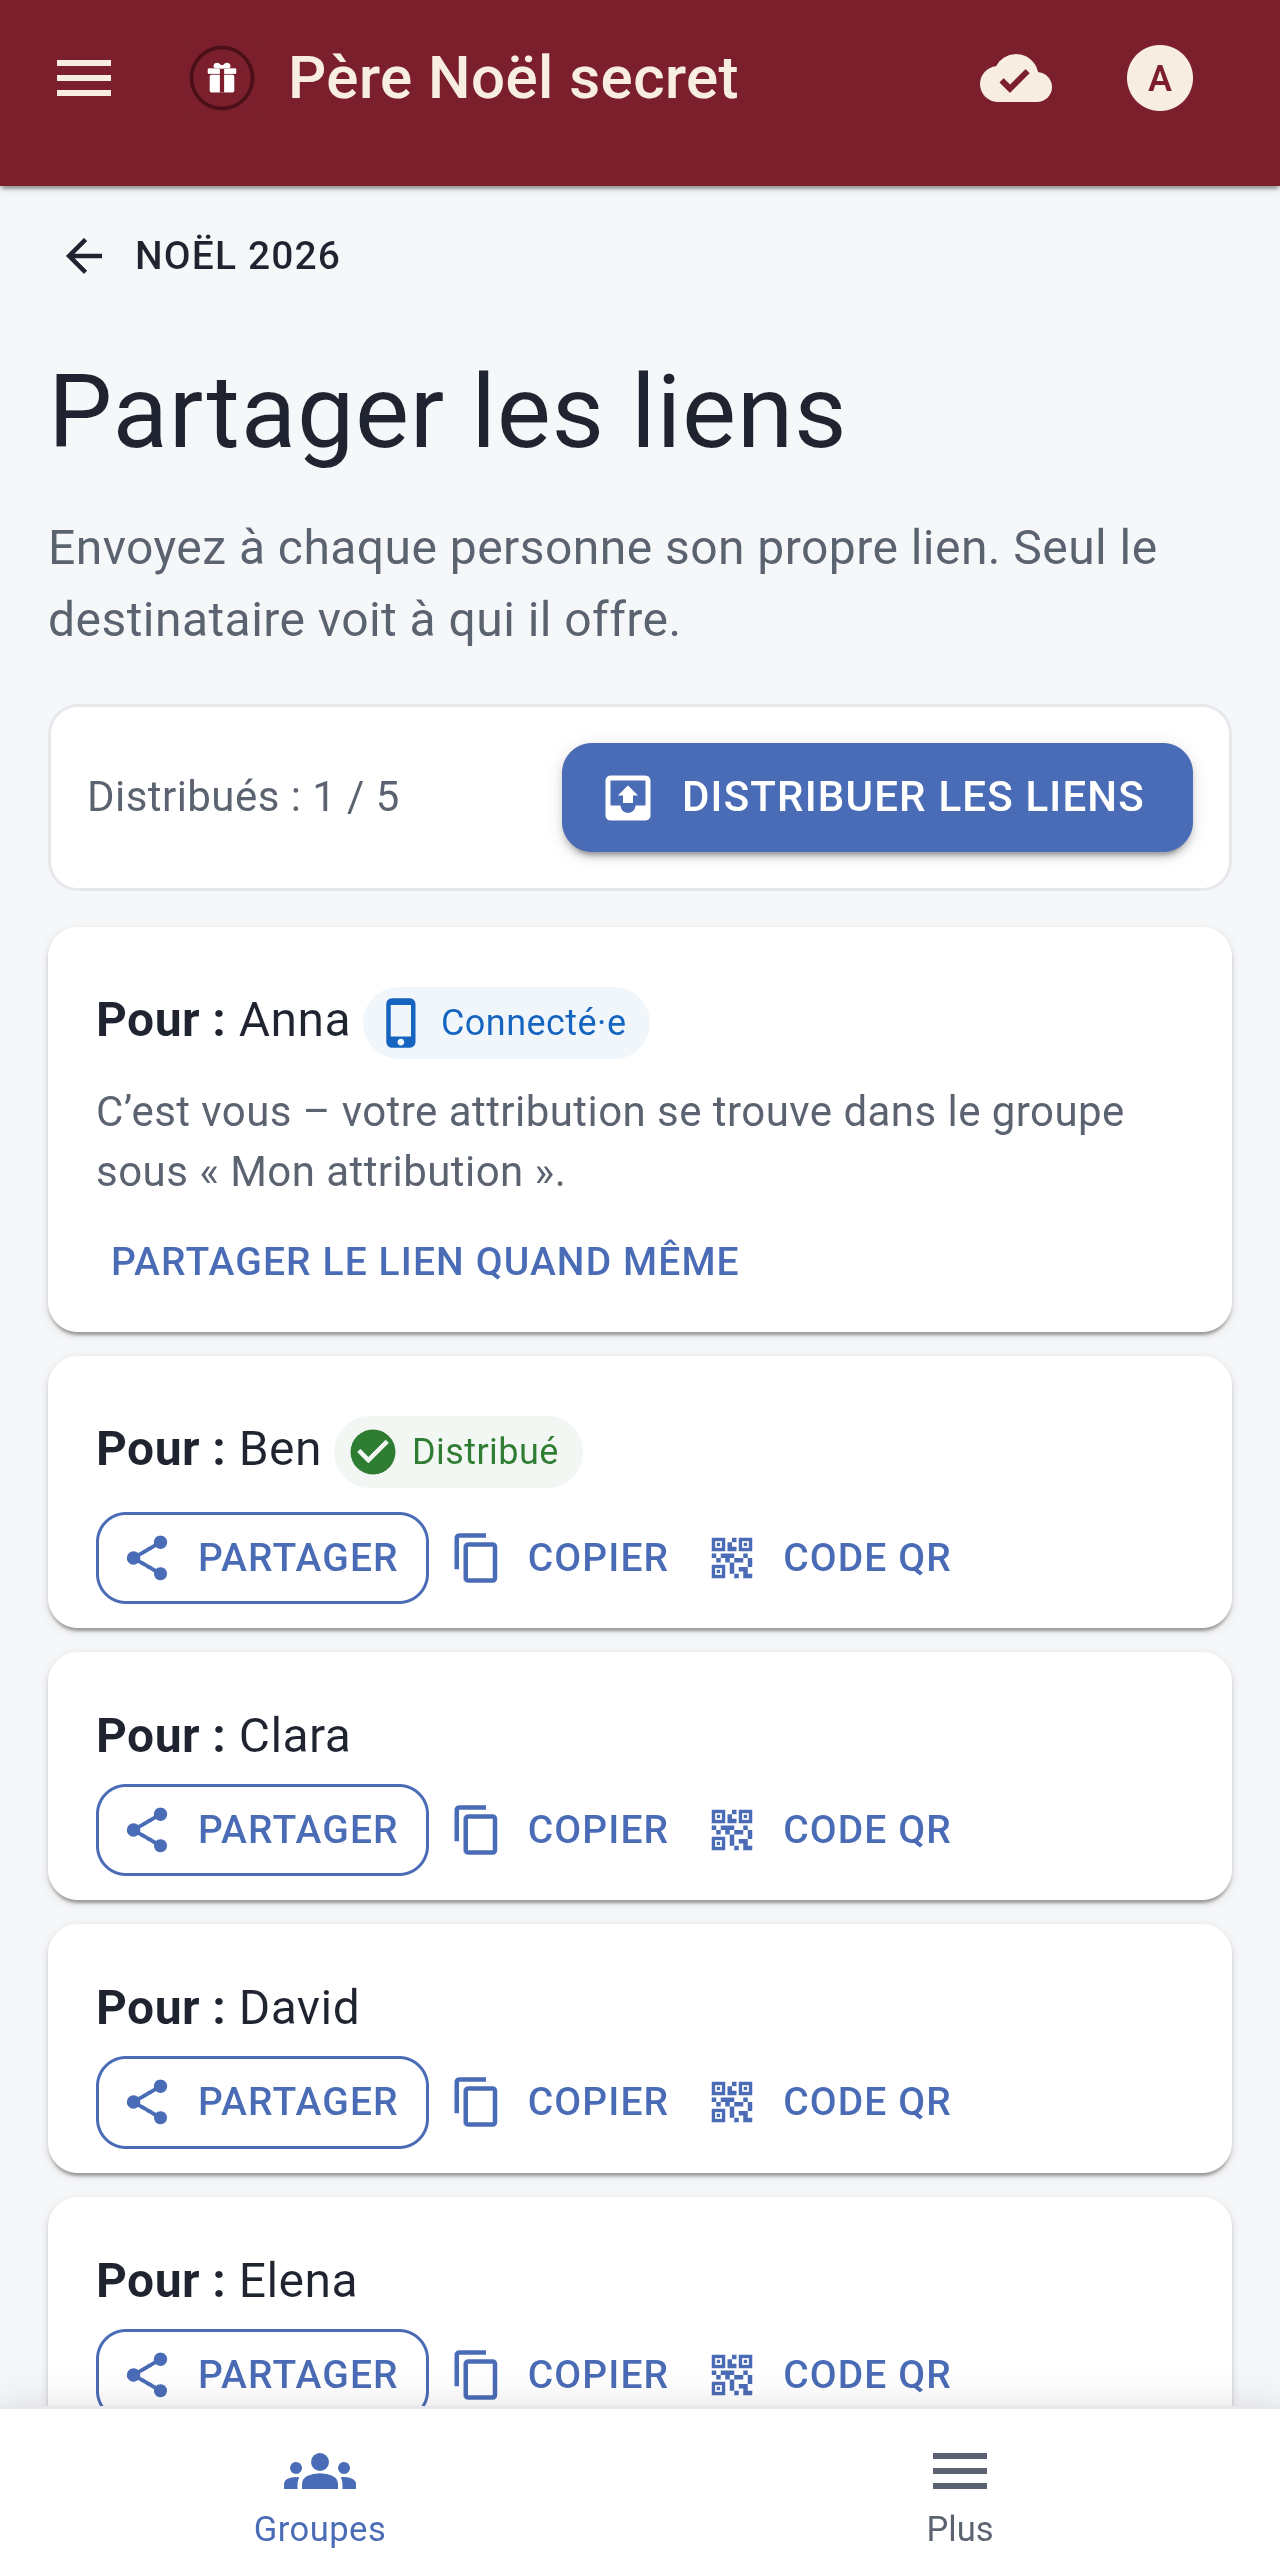 Père Noël secret
A
NOËL 2026
Partager les liens
Envoyez à chaque personne son propre lien. Seul le
destinataire voit à qui il offre.
Distribués : 1 / 5
DISTRIBUER LES LIENS
Pour : Anna
Connecté·e
C’est vous – votre attribution se trouve dans le groupe
sous « Mon attribution ».
PARTAGER LE LIEN QUAND MÊME
Pour : Ben
Distribué
PARTAGER
COPIER
CODE QR
Pour : Clara
PARTAGER
COPIER
CODE QR
Pour : David
PARTAGER
COPIER
CODE QR
Pour : Elena
PARTAGER
COPIER
CODE QR
Groupes
Plus